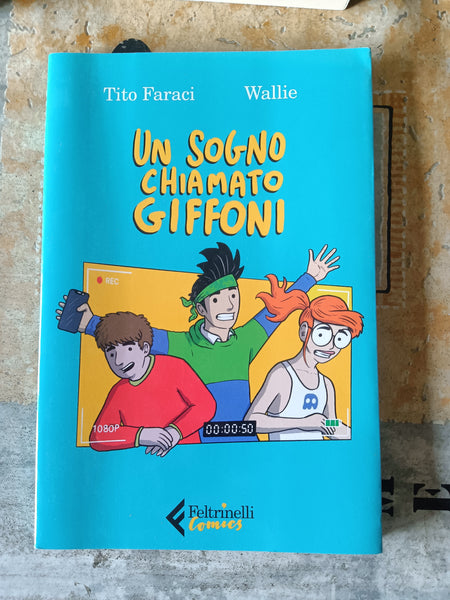 Tito Faraci Wallie
UN SOGNO
CHIAMATO
GIFFONI
REC
1080P
00:00:50
Feltrinelli
Comics